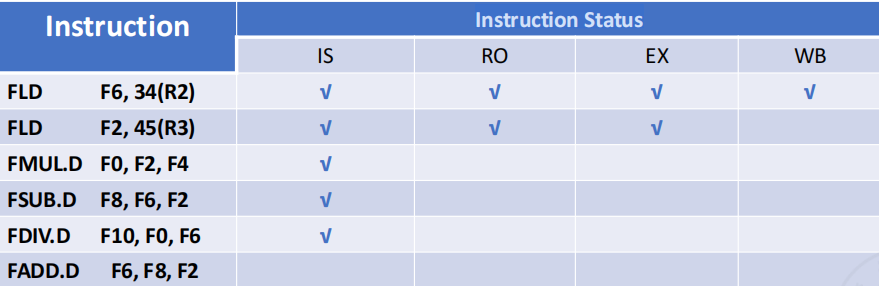 Instruction Instruction Status
IS RO EX WB
FLD F6, 34(R2) √ √ √ √
FLD F2, 45(R3) √ √ √
FMUL.D F0, F2, F4 √
FSUB.D F8, F6, F2 √
FDIV.D F10, F0, F6 √
FADD.D F6, F8, F2